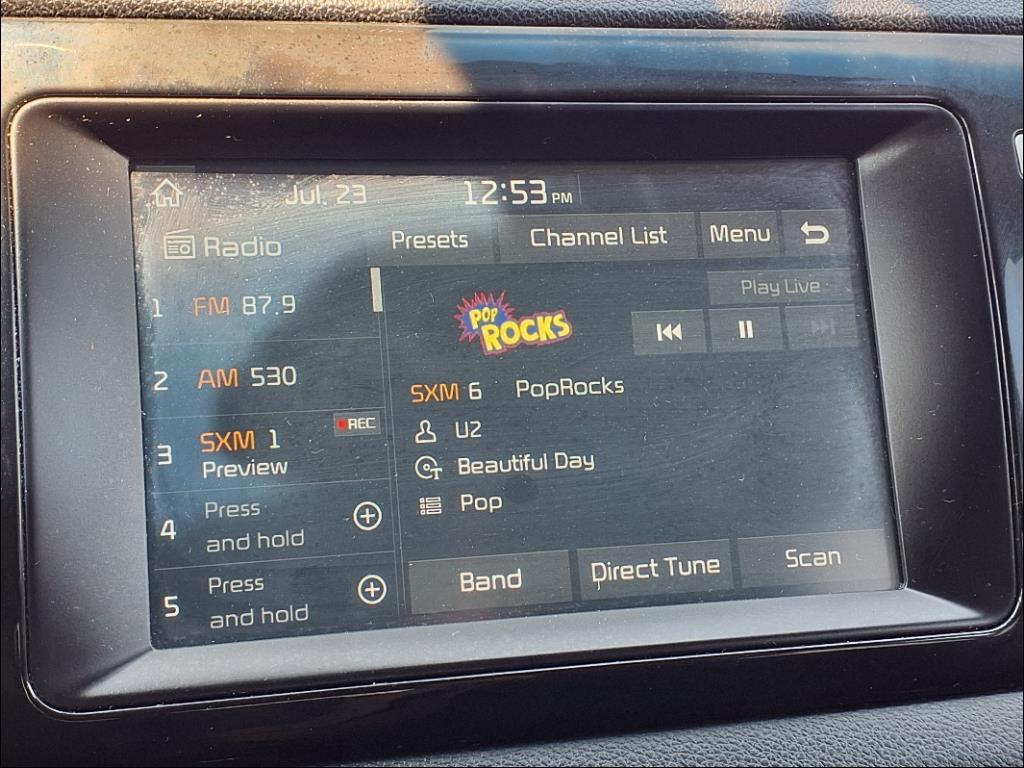 Jul. 23 12:53 PM
Radio Presets Channel List Menu
1 FM 87.9
2 AM 530
3 SXM 1 REC
Preview
4 Press
and hold
5 Press
and hold
Play Live
POP
ROCKS
SXM 6 PopRocks
U2
Beautiful Day
Pop
Band Direct Tune Scan